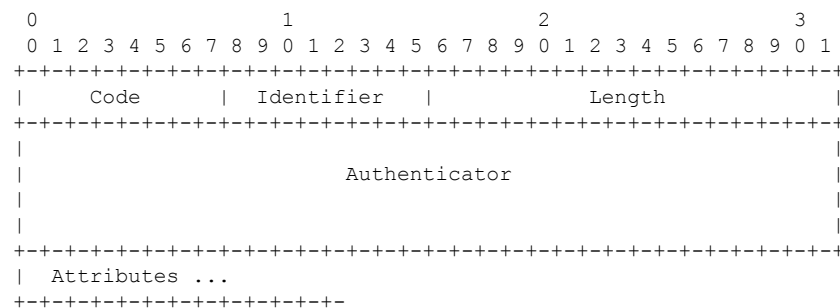 0                   1                   2                   3
 0 1 2 3 4 5 6 7 8 9 0 1 2 3 4 5 6 7 8 9 0 1 2 3 4 5 6 7 8 9 0 1
+-+-+-+-+-+-+-+-+-+-+-+-+-+-+-+-+-+-+-+-+-+-+-+-+-+-+-+-+-+-+-+-+
|     Code      |  Identifier   |            Length             |
+-+-+-+-+-+-+-+-+-+-+-+-+-+-+-+-+-+-+-+-+-+-+-+-+-+-+-+-+-+-+-+-+
|                                                               |
|                         Authenticator                         |
|                                                               |
|                                                               |
+-+-+-+-+-+-+-+-+-+-+-+-+-+-+-+-+-+-+-+-+-+-+-+-+-+-+-+-+-+-+-+-+
|  Attributes ...
+-+-+-+-+-+-+-+-+-+-+-+-+-